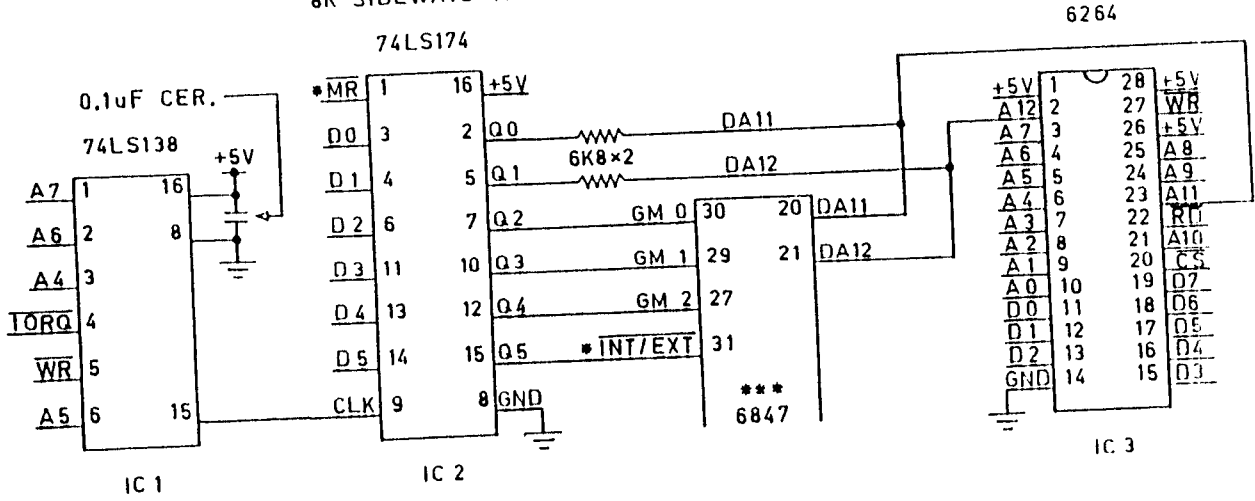 8K SIDEWAYS
74LS174
6264
0.1uF CER.
74LS138
+5V
A7 1 16
A6 2 8
A4 3
IORQ 4
WR 5
A5 6 15
IC 1
*MR 1 16 +5V
D0 3 2 Q0
D1 4 5 Q1
D2 6 7 Q2
D3 11 10 Q3
D4 13 12 Q4
D5 14 15 Q5
CLK 9 8 GND
IC 2
DA11
6K8×2
DA12
GM 0 30 20 DA11
GM 1 29 21 DA12
GM 2 27
*INT/EXT 31
***
6847
+5V 1 28 +5V
A12 2 27 WR
A7 3 26 +5V
A6 4 25 A8
A5 5 24 A9
A4 6 23 A11
A3 7 22 RD
A2 8 21 A10
A1 9 20 CS
A0 10 19 D7
D0 11 18 D6
D1 12 17 D5
D2 13 16 D4
GND 14 15 D3
IC 3